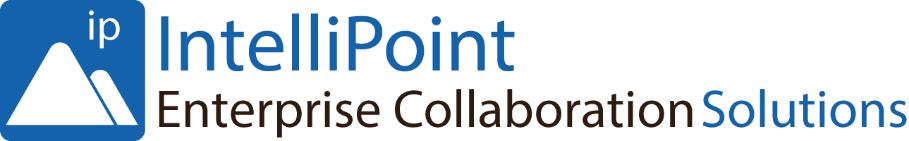 ip
IntelliPoint
Enterprise Collaboration Solutions